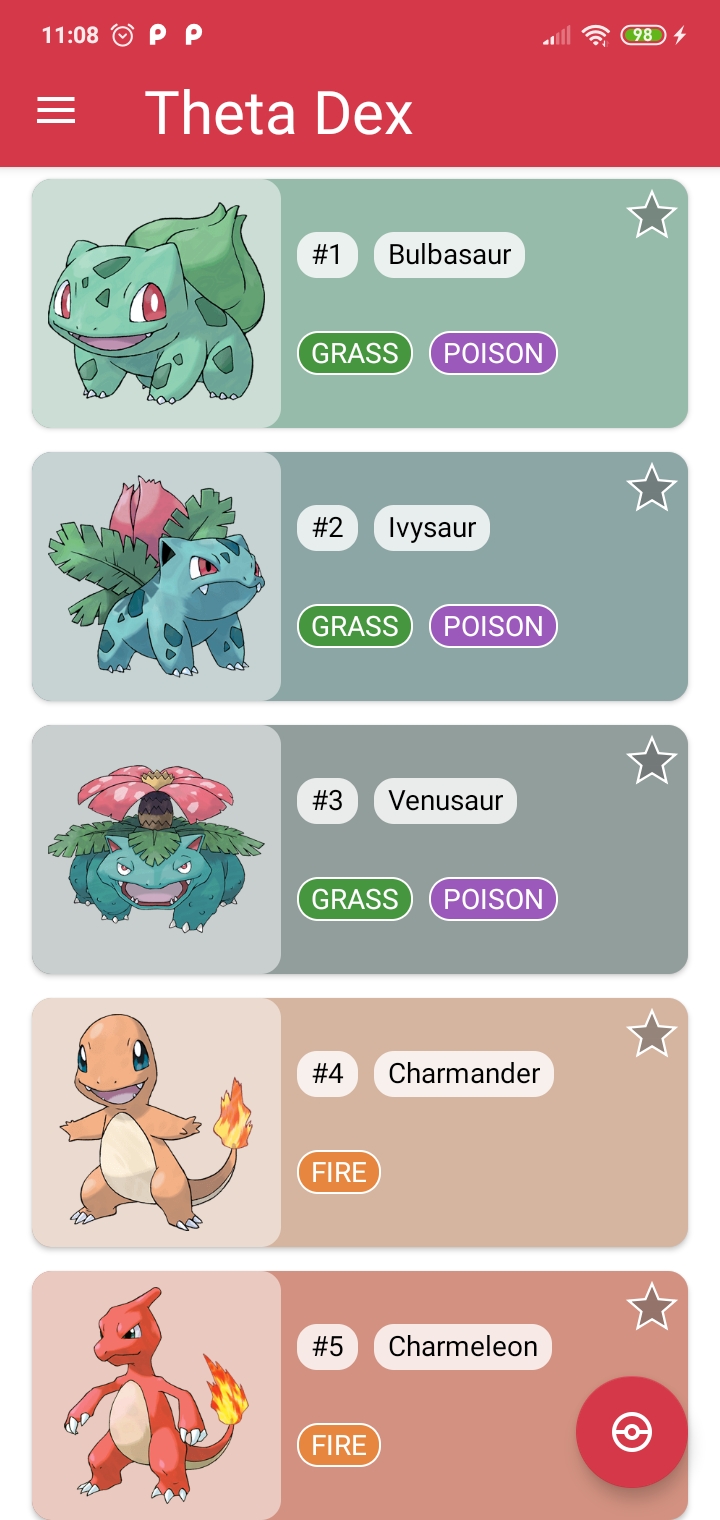 11:08
98
Theta Dex
#1 Bulbasaur
GRASS POISON
#2 Ivysaur
GRASS POISON
#3 Venusaur
GRASS POISON
#4 Charmander
FIRE
#5 Charmeleon
FIRE